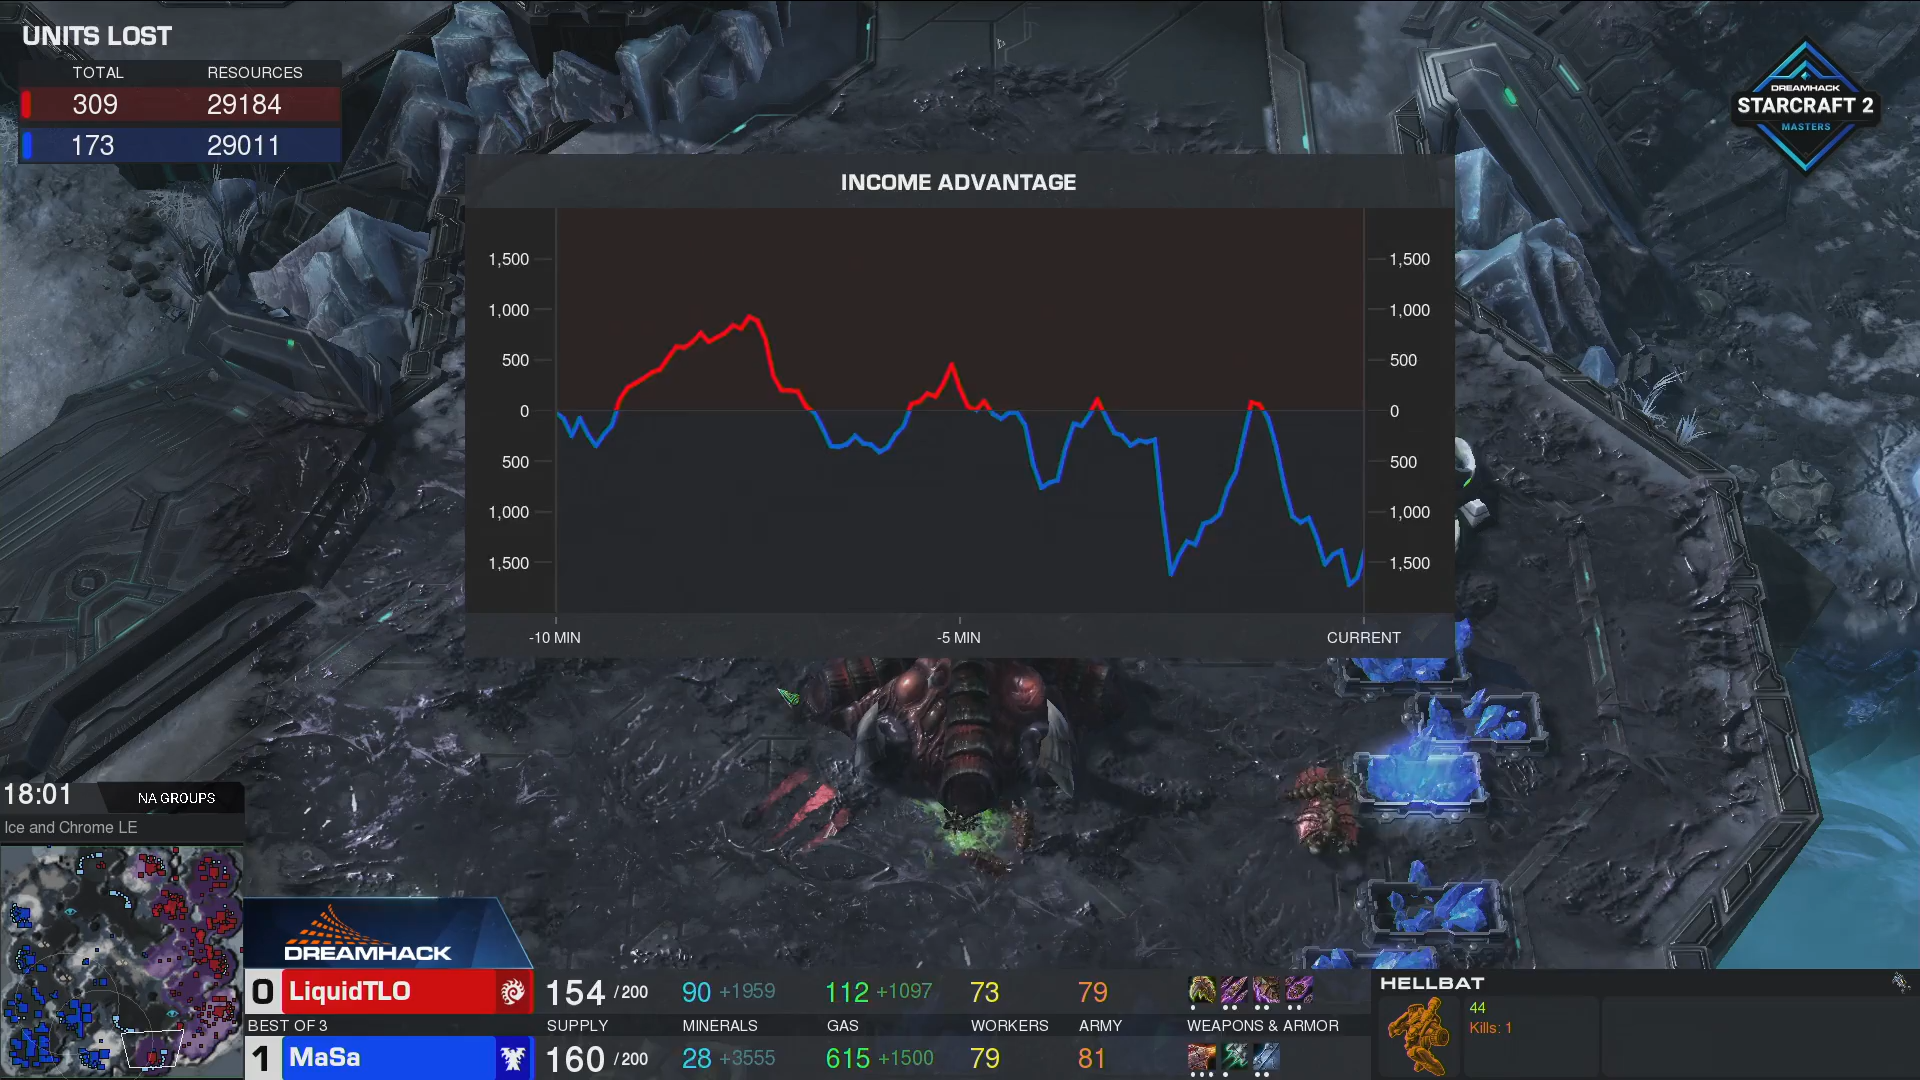 UNITS LOST
TOTAL RESOURCES
309 29184
173 29011
DREAMHACK
STARCRAFT 2
MASTERS
INCOME ADVANTAGE
1,500 1,500
1,000 1,000
500 500
0 0
500 500
1,000 1,000
1,500 1,500
-10 MIN -5 MIN CURRENT
18:01 NA GROUPS
Ice and Chrome LE
DREAMHACK
0 LiquidTLO 154 / 200 90 +1959 112 +1097 73 79
BEST OF 3 SUPPLY MINERALS GAS WORKERS ARMY WEAPONS & ARMOR
1 MaSa 160 / 200 28 +3555 615 +1500 79 81
HELLBAT
44
Kills: 1